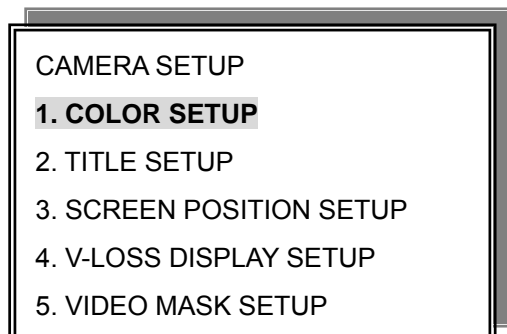 CAMERA SETUP
1. COLOR SETUP
2. TITLE SETUP
3. SCREEN POSITION SETUP
4. V-LOSS DISPLAY SETUP
5. VIDEO MASK SETUP